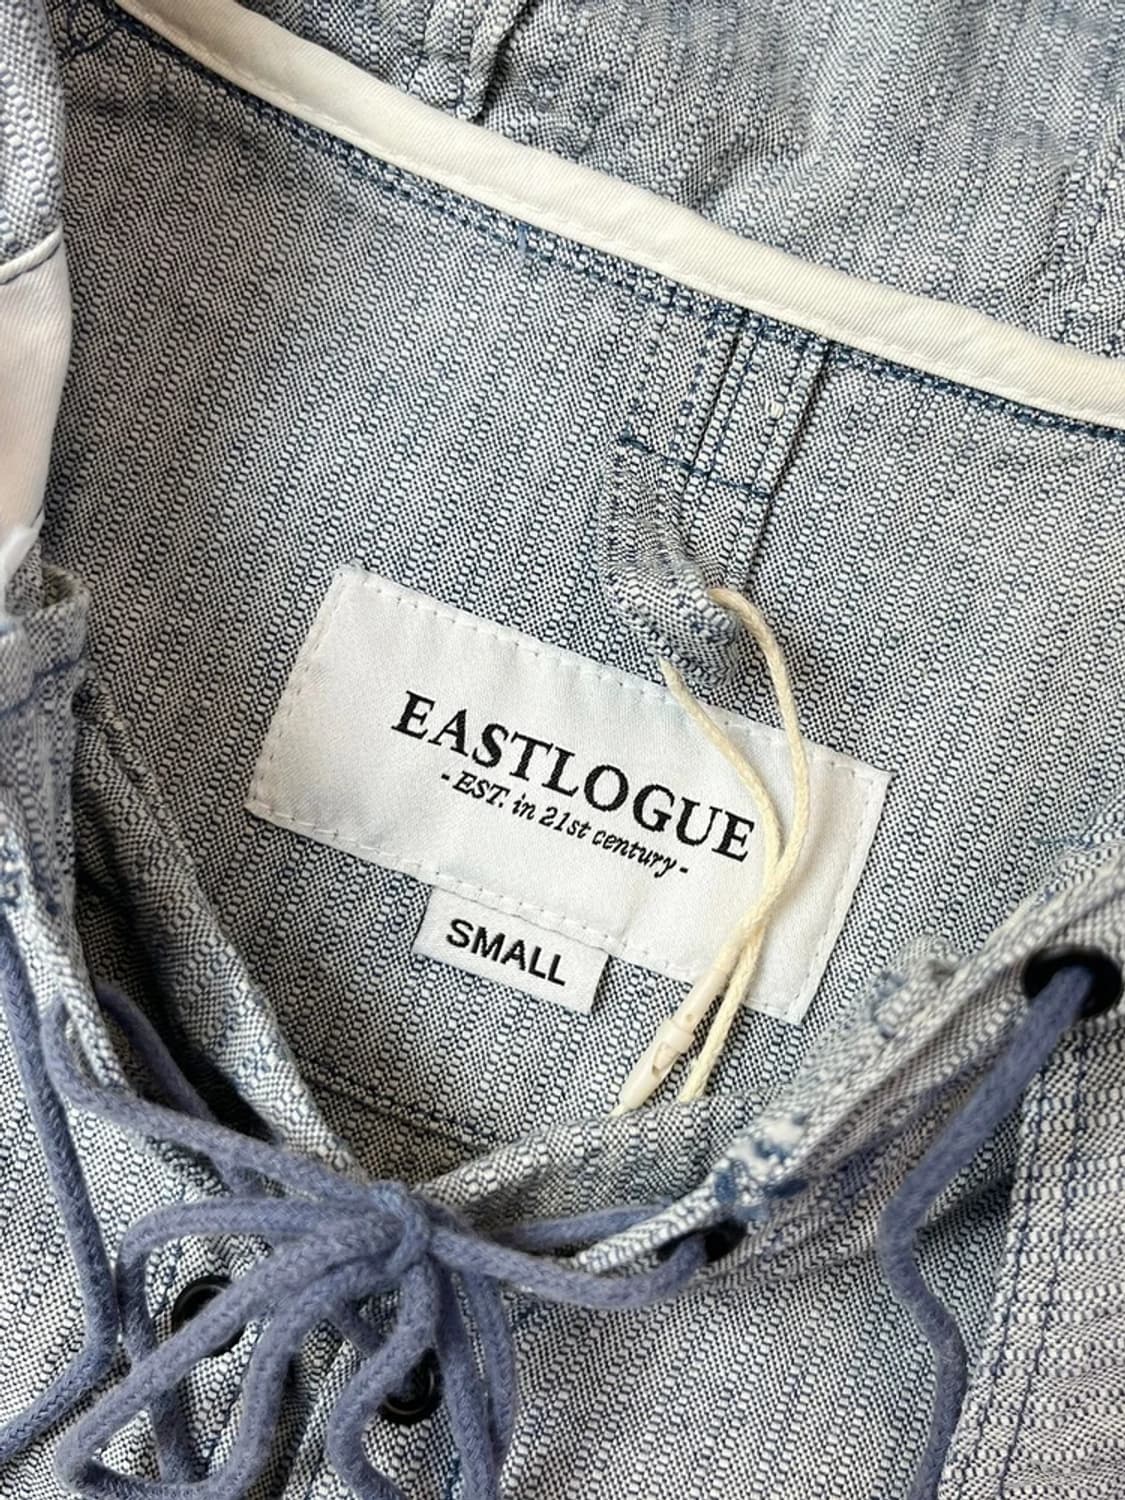 EASTLOGUE
- EST. in 21st century -
SMALL